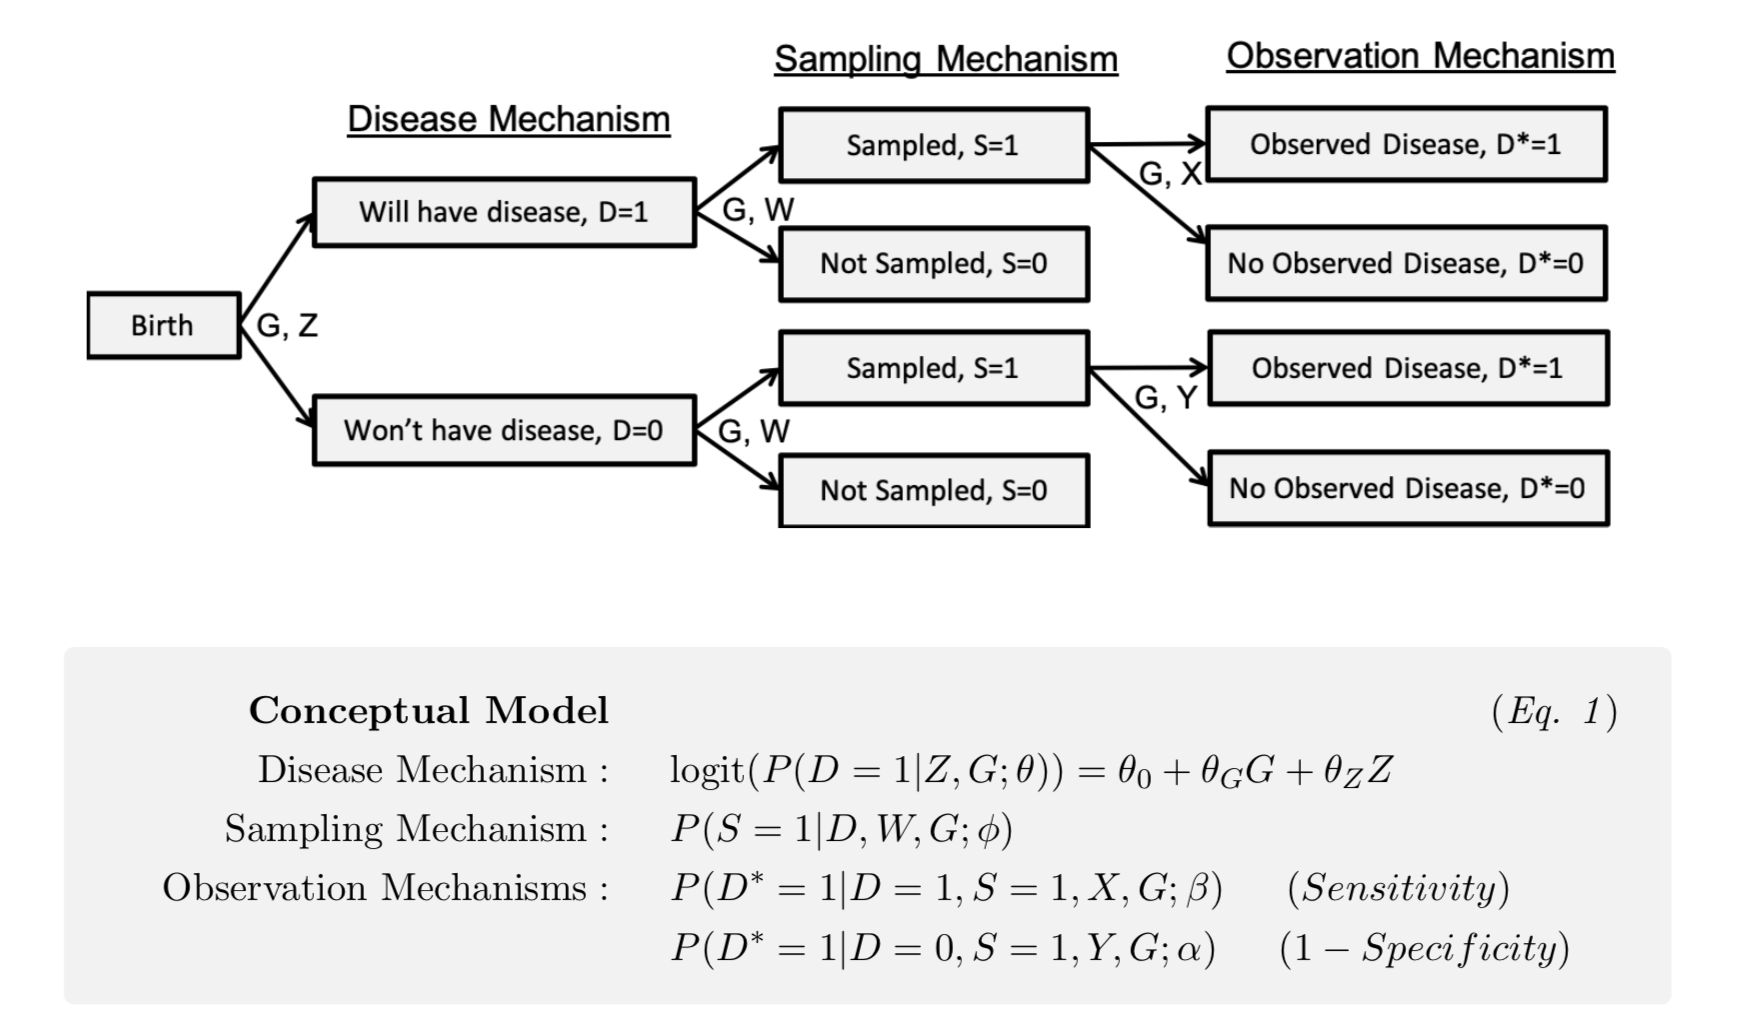 Sampling Mechanism
Observation Mechanism
Disease Mechanism
Sampled, S=1
Observed Disease, D*=1
G, X
Will have disease, D=1
G, W
Not Sampled, S=0
No Observed Disease, D*=0
Birth
G, Z
Sampled, S=1
Observed Disease, D*=1
G, Y
Won't have disease, D=0
G, W
Not Sampled, S=0
No Observed Disease, D*=0
Conceptual Model (Eq. 1)
Disease Mechanism : logit(P(D = 1|Z, G; θ)) = θ₀ + θ_G G + θ_Z Z
Sampling Mechanism : P(S = 1|D, W, G; ϕ)
Observation Mechanisms : P(D* = 1|D = 1, S = 1, X, G; β) (Sensitivity)
P(D* = 1|D = 0, S = 1, Y, G; α) (1 − Specificity)